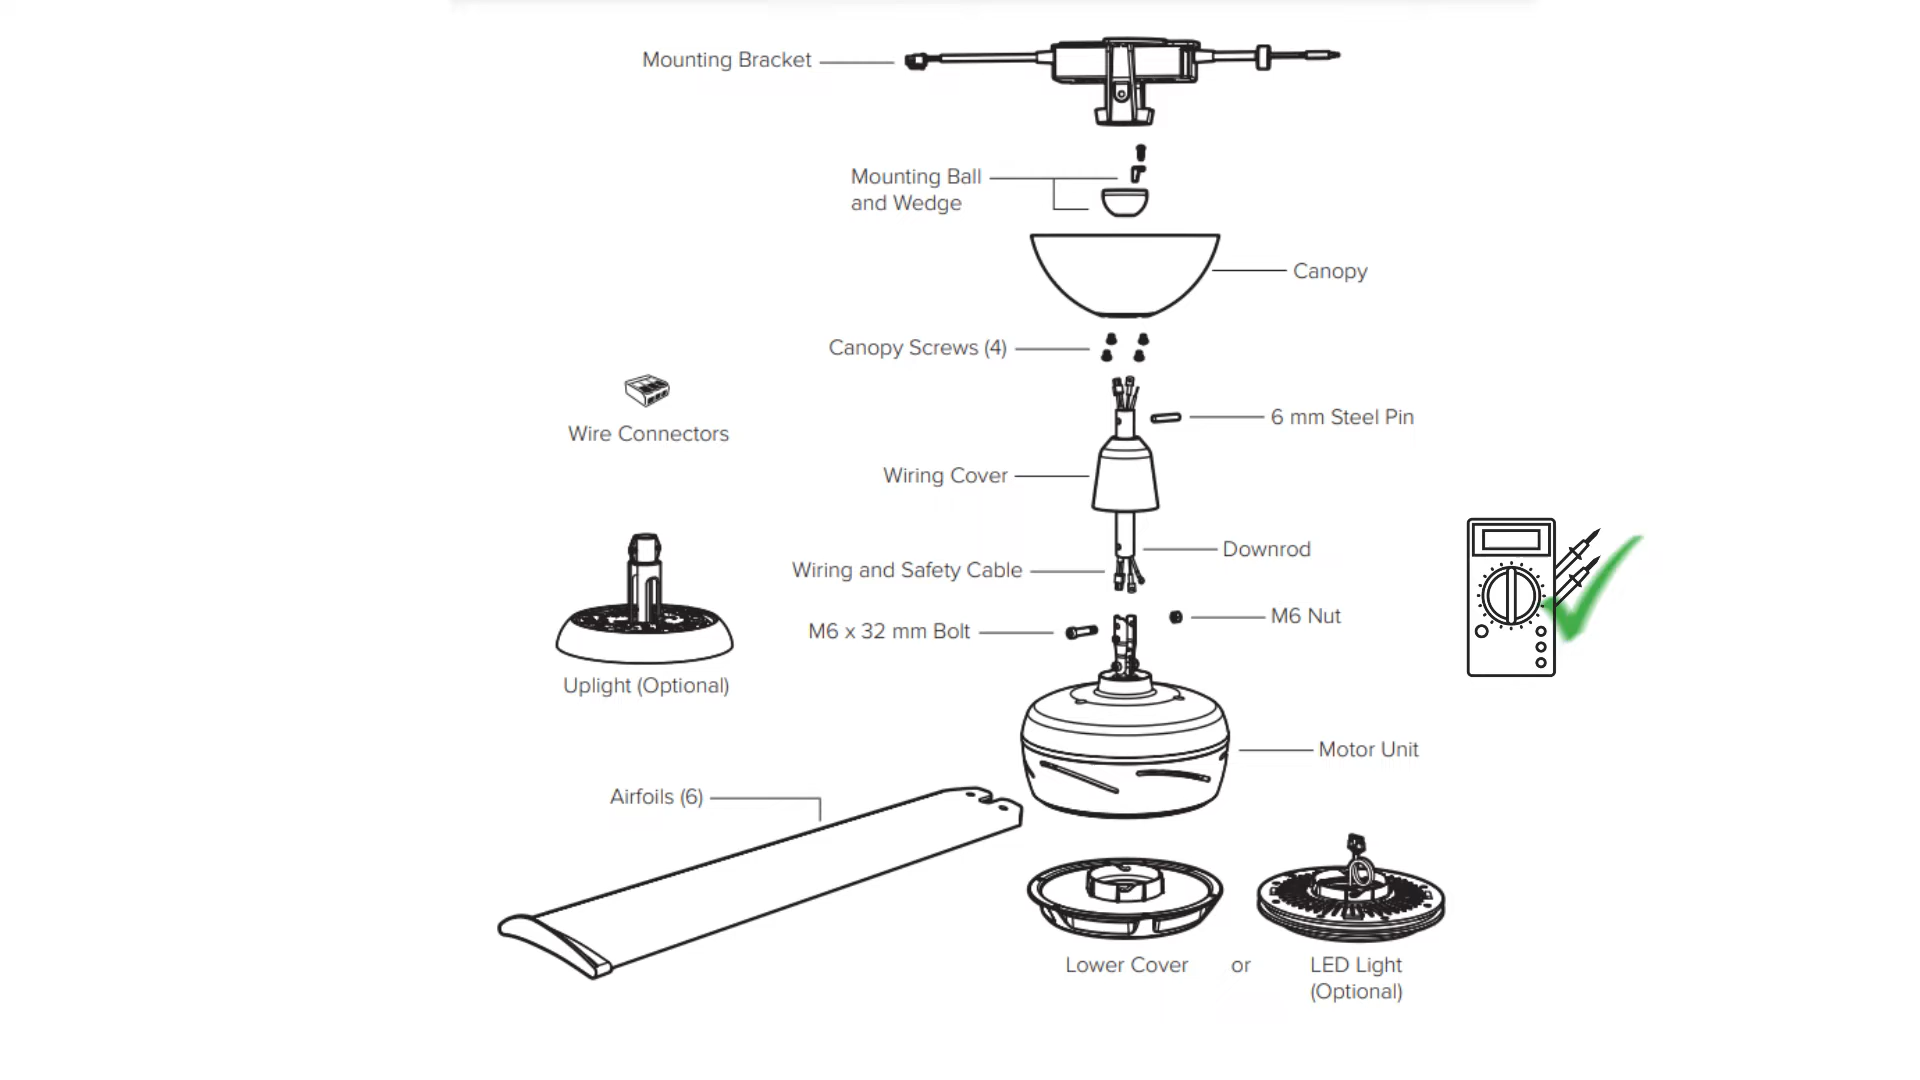 Mounting Bracket
Mounting Ball
and Wedge
Canopy
Canopy Screws (4)
6 mm Steel Pin
Wire Connectors
Wiring Cover
Downrod
Wiring and Safety Cable
M6 Nut
M6 x 32 mm Bolt
Uplight (Optional)
Motor Unit
Airfoils (6)
Lower Cover or LED Light
(Optional)